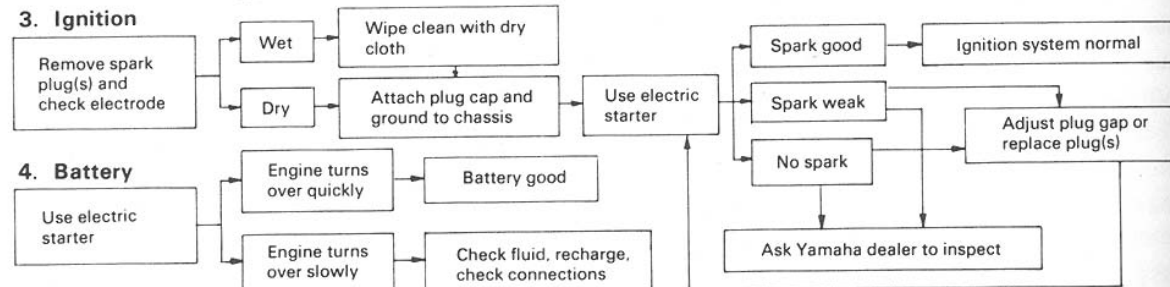 3. Ignition
Remove spark
plug(s) and
check electrode
Wet
Dry
Wipe clean with dry
cloth
Attach plug cap and
ground to chassis
Use electric
starter
Spark good
Spark weak
No spark
Ignition system normal
Adjust plug gap or
replace plug(s)
Ask Yamaha dealer to inspect
4. Battery
Use electric
starter
Engine turns
over quickly
Battery good
Engine turns
over slowly
Check fluid, recharge,
check connections